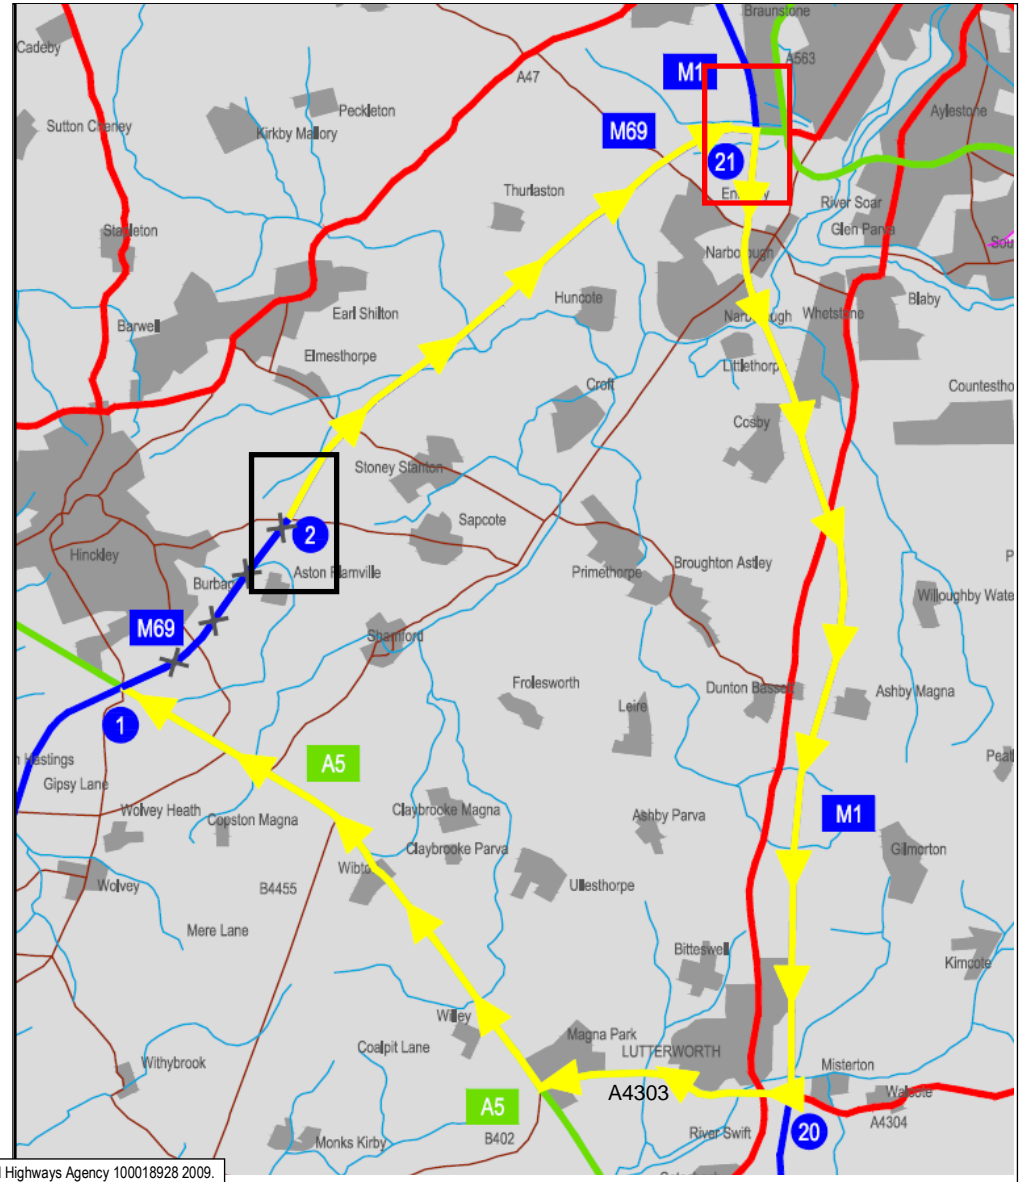 Braunstone
Cadeby
A563
M1
A47
Peckleton
Aylestone
Sutton Cheney
Kirkby Mallory
M69
21
Thurlaston
River Soar
Glen Parva
Stapleton
Narborough
Huncote
Blaby
Earl Shilton
Narborough
Whetstone
Barwell
Elmesthorpe
Littlethorpe
Croft
Countestho
Cosby
Stoney Stanton
Sapcote
2
Hinckley
Broughton Astley
Primethorpe
Aston Flamville
Burbage
Willoughby Wate
M69
Sharnford
Frolesworth
Dunton Bassett
Ashby Magna
Leire
1
n Hastings
A5
Peat
Gipsy Lane
Wolvey Heath
Copston Magna
Claybrooke Magna
Ashby Parva
M1
Claybrooke Parva
Gilmorton
Wibtoft
Wolvey
B4455
Ullesthorpe
Mere Lane
Bitteswell
Kimcote
Willey
Magna Park
Coalpit Lane
LUTTERWORTH
Withybrook
Misterton
A4303
Walcote
A5
A4304
B402
River Swift
20
Monks Kirby
l Highways Agency 100018928 2009.